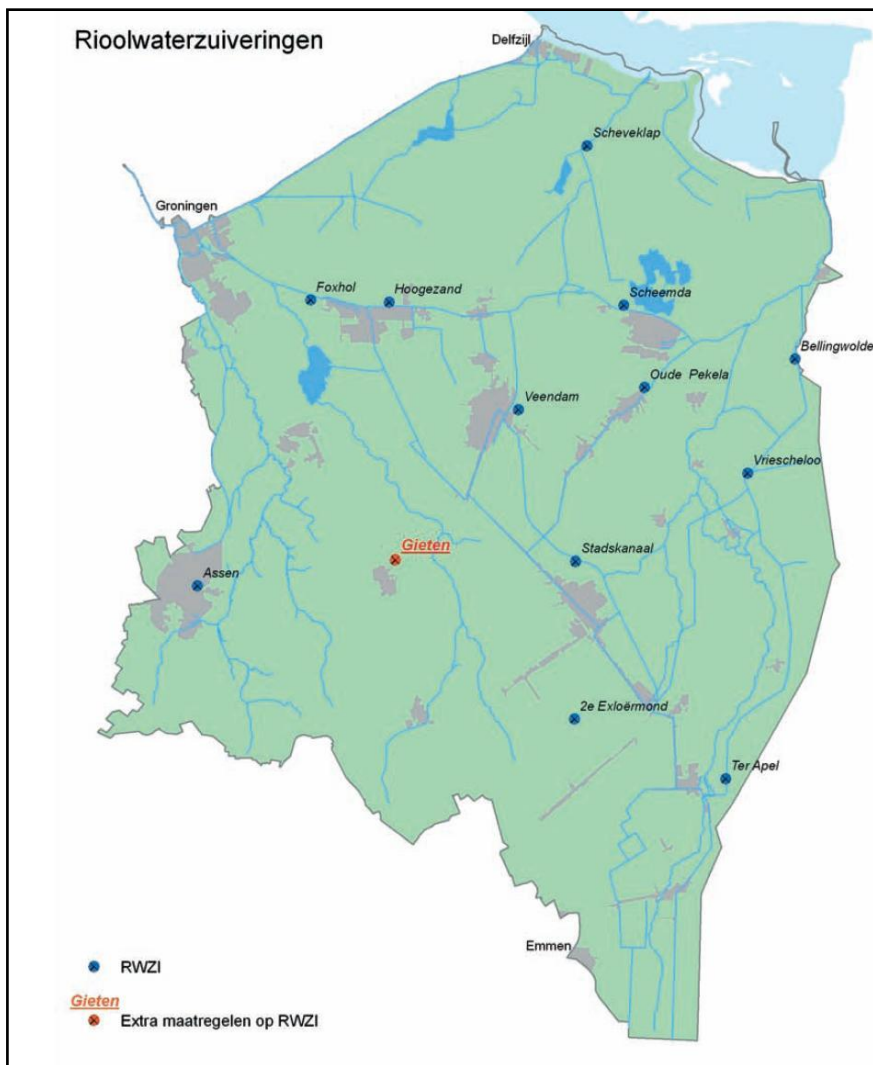 Rioolwaterzuiveringen
Delfzijl
Scheveklap
Groningen
Foxhol
Hoogezand
Scheemda
Bellingwolde
Oude Pekela
Veendam
Vriescheloo
Gieten
Stadskanaal
Assen
2e Exloërmond
Ter Apel
Emmen
RWZI
Gieten
Extra maatregelen op RWZI